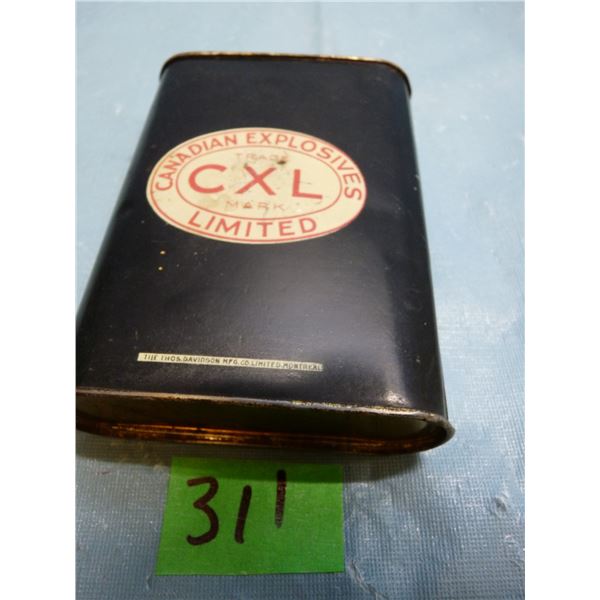 CANADIAN EXPLOSIVES
TRADE
CXL
MARK
LIMITED
THE THOS. DAVIDSON MFG. CO. LIMITED. MONTREAL
311